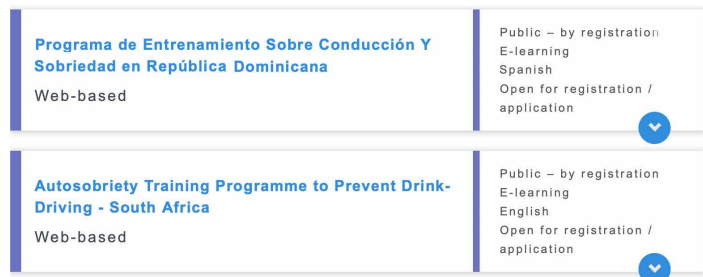 Programa de Entrenamiento Sobre Conducción Y
Sobriedad en República Dominicana
Web-based
Public – by registration
E-learning
Spanish
Open for registration /
application
Autosobriety Training Programme to Prevent Drink-
Driving - South Africa
Web-based
Public – by registration
E-learning
English
Open for registration /
application